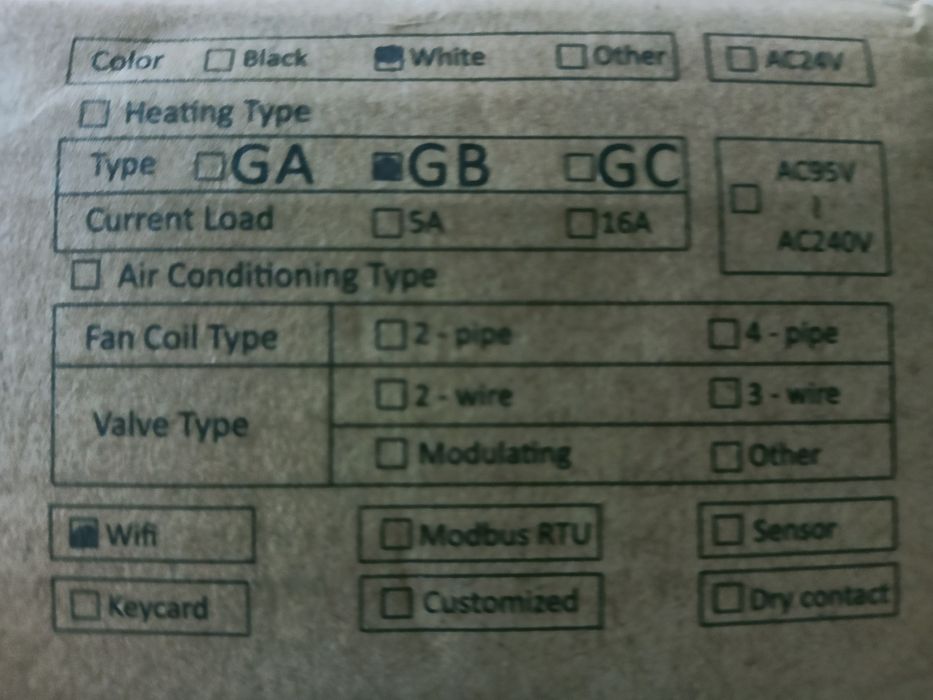 Color ☐ Black ☑ White ☐ Other ☐ AC24V
☐ Heating Type
Type ☐ GA ☑ GB ☐ GC
Current Load ☐ 5A ☐ 16A
☐ AC95V
~
AC240V
☐ Air Conditioning Type
Fan Coil Type ☐ 2 - pipe ☐ 4 - pipe
Valve Type ☐ 2 - wire ☐ 3 - wire
☐ Modulating ☐ Other
☑ Wifi ☐ Modbus RTU ☐ Sensor
☐ Keycard ☐ Customized ☐ Dry contact